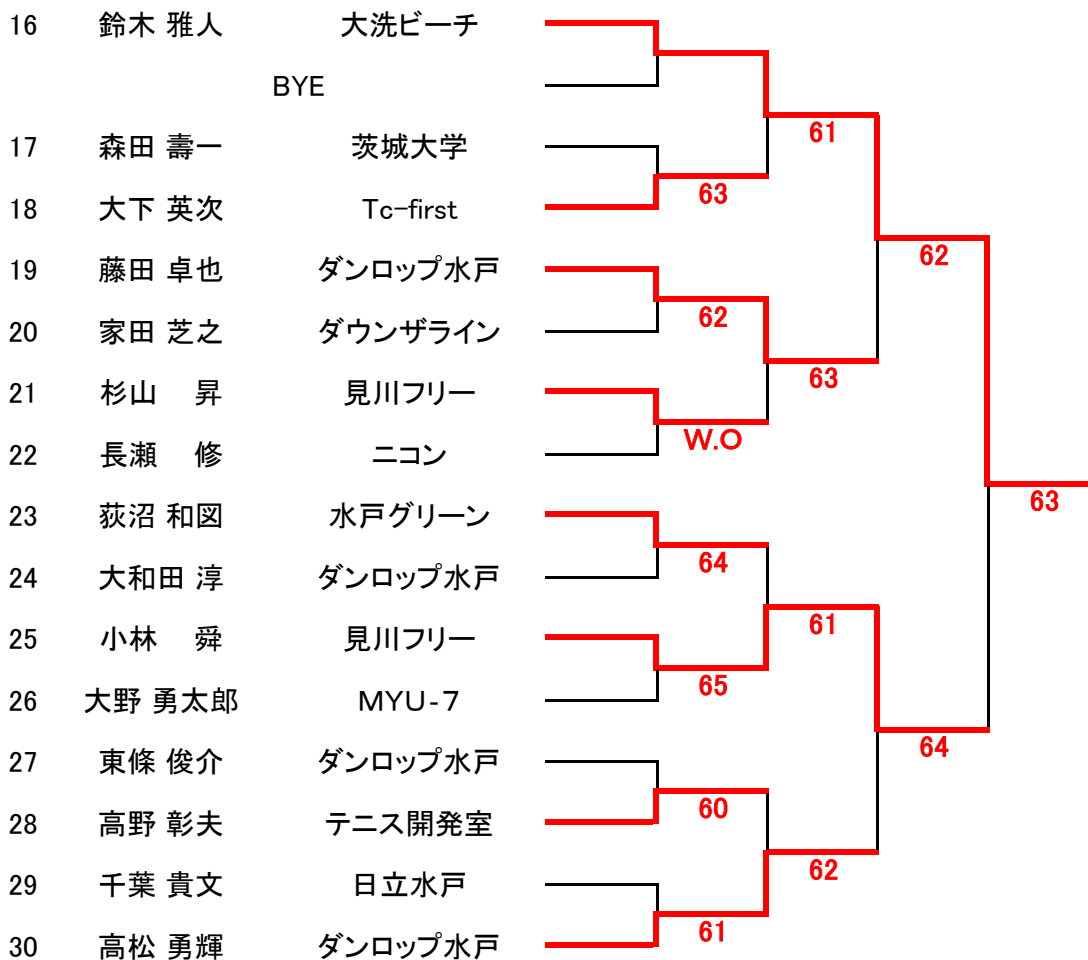 16 鈴木 雅人 大洗ビーチ
BYE
61
17 森田 壽一 茨城大学
63
18 大下 英次 Tc-first
62
19 藤田 卓也 ダンロップ水戸
62
20 家田 芝之 ダウンザライン
63
21 杉山 昇 見川フリー
W.O
22 長瀬 修 ニコン
63
23 荻沼 和図 水戸グリーン
64
24 大和田 淳 ダンロップ水戸
61
25 小林 舜 見川フリー
65
26 大野 勇太郎 MYU-7
64
27 東條 俊介 ダンロップ水戸
60
28 高野 彰夫 テニス開発室
62
29 千葉 貴文 日立水戸
61
30 高松 勇輝 ダンロップ水戸